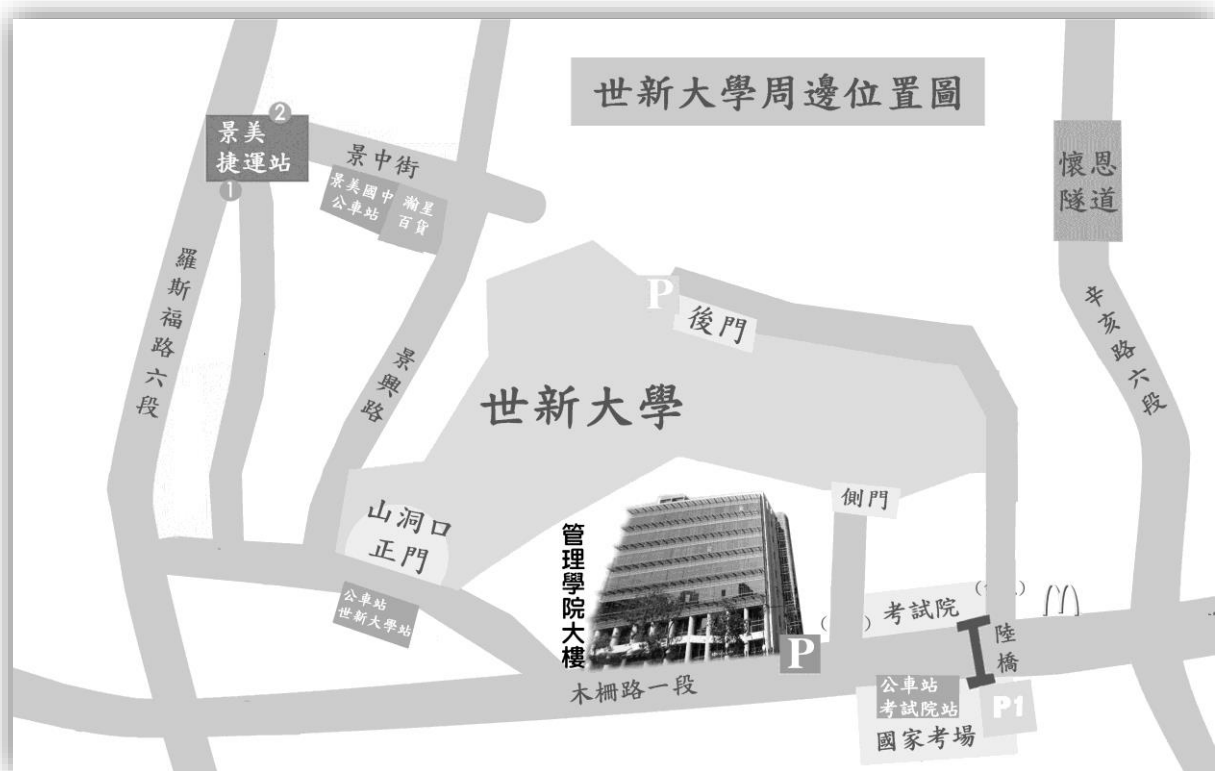 世新大學周邊位置圖
2
景美
捷運站
1
景中街
景美國中
公車站
瀚星
百貨
懷恩
隧道
羅斯福路六段
景興路
辛亥路六段
P
後門
世新大學
側門
山洞口
正門
公車站
世新大學站
管理學院大樓
P
木柵路一段
考試院
陸橋
公車站
考試院站
P1
國家考場